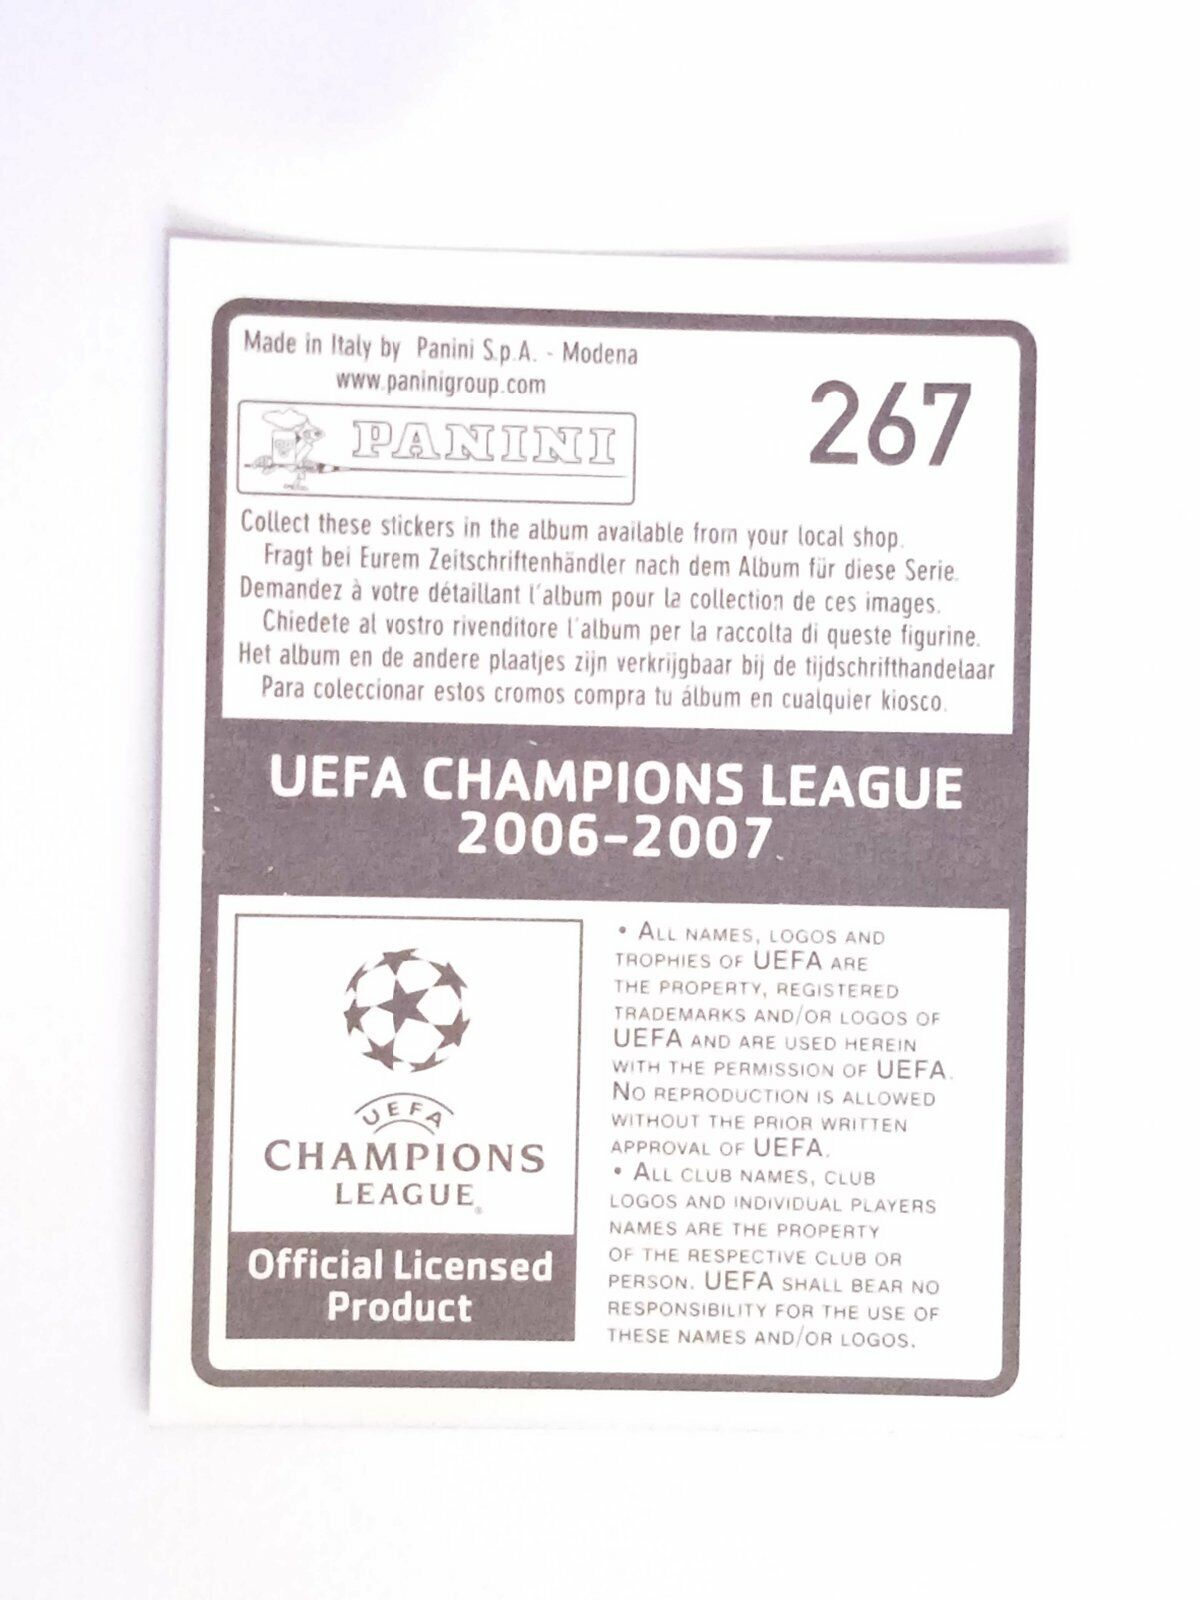 Made in Italy by Panini S.p.A. - Modena
www.paninigroup.com
PANINI
267
Collect these stickers in the album available from your local shop.
Fragt bei Eurem Zeitschriftenhändler nach dem Album für diese Serie.
Demandez à votre détaillant l'album pour la collection de ces images.
Chiedete al vostro rivenditore l'album per la raccolta di queste figurine.
Het album en de andere plaatjes zijn verkrijgbaar bij de tijdschrifthandelaar
Para coleccionar estos cromos compra tu álbum en cualquier kiosco.
UEFA CHAMPIONS LEAGUE
2006-2007
UEFA
CHAMPIONS
LEAGUE®
Official Licensed
Product
• ALL NAMES, LOGOS AND
TROPHIES OF UEFA ARE
THE PROPERTY, REGISTERED
TRADEMARKS AND/OR LOGOS OF
UEFA AND ARE USED HEREIN
WITH THE PERMISSION OF UEFA.
NO REPRODUCTION IS ALLOWED
WITHOUT THE PRIOR WRITTEN
APPROVAL OF UEFA.
• ALL CLUB NAMES, CLUB
LOGOS AND INDIVIDUAL PLAYERS
NAMES ARE THE PROPERTY
OF THE RESPECTIVE CLUB OR
PERSON. UEFA SHALL BEAR NO
RESPONSIBILITY FOR THE USE OF
THESE NAMES AND/OR LOGOS.